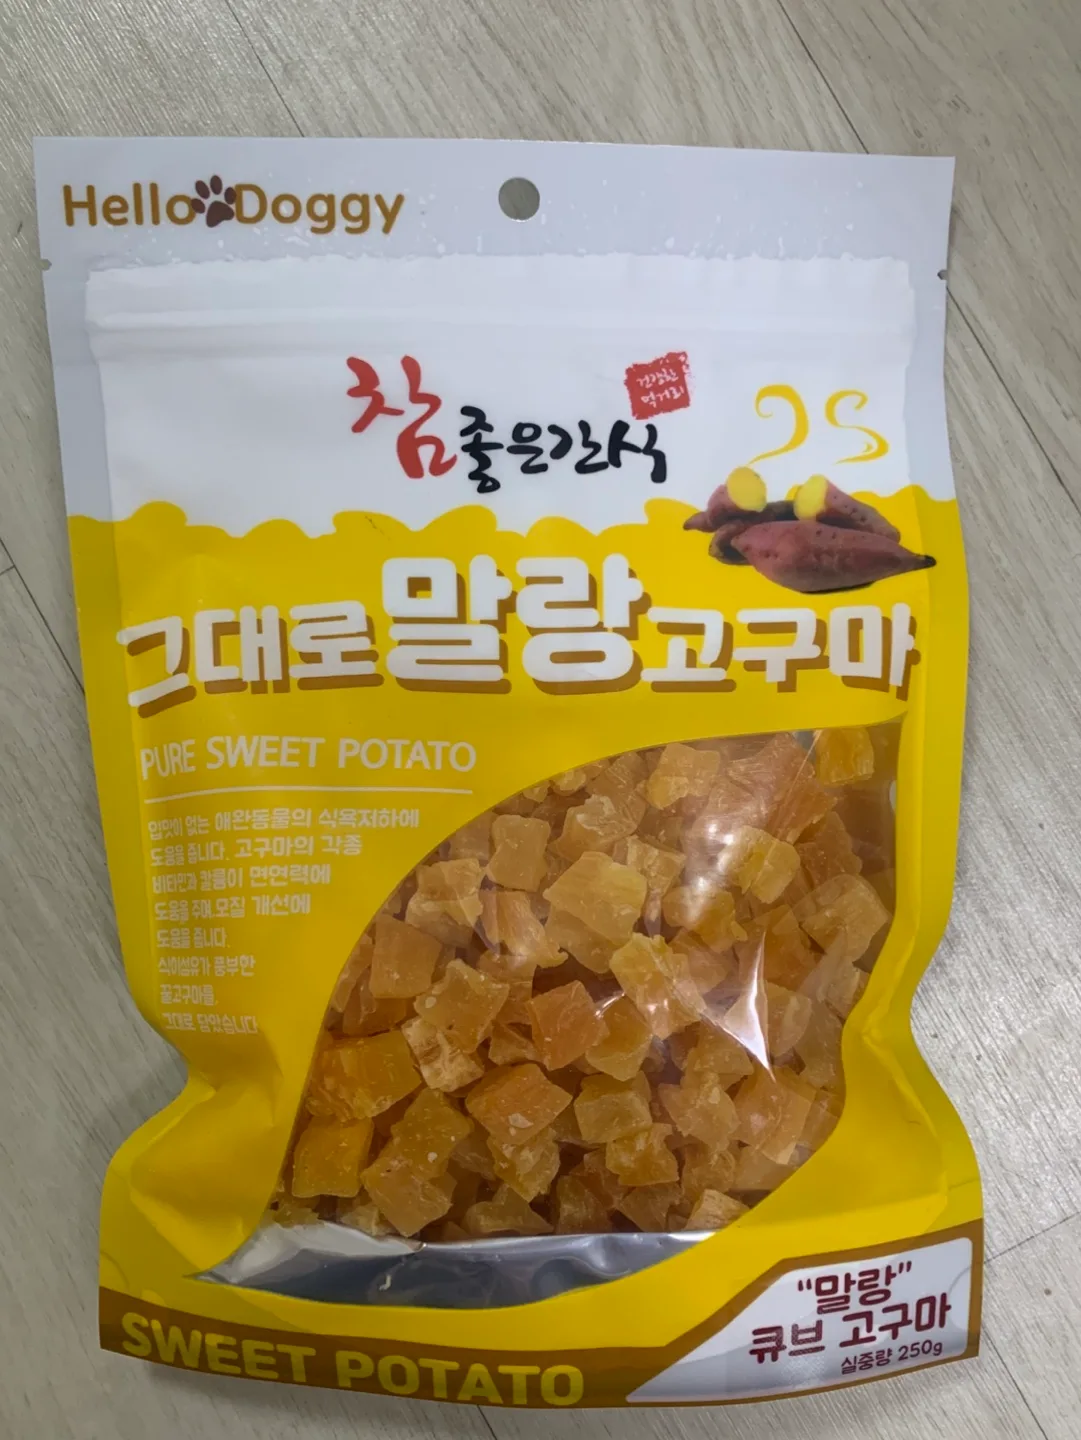 Hello Doggy
참좋은간식
건강한
먹거리
그대로말랑고구마
PURE SWEET POTATO
입맛이 없는 애완동물의 식욕저하에
도움을 줍니다. 고구마의 각종
비타민과 칼륨이 면연력에
도움을 주며, 모질 개선에
도움을 줍니다.
식이섬유가 풍부한
꿀고구마를,
그대로 담았습니다
"말랑"
큐브 고구마
실중량 250g
SWEET POTATO